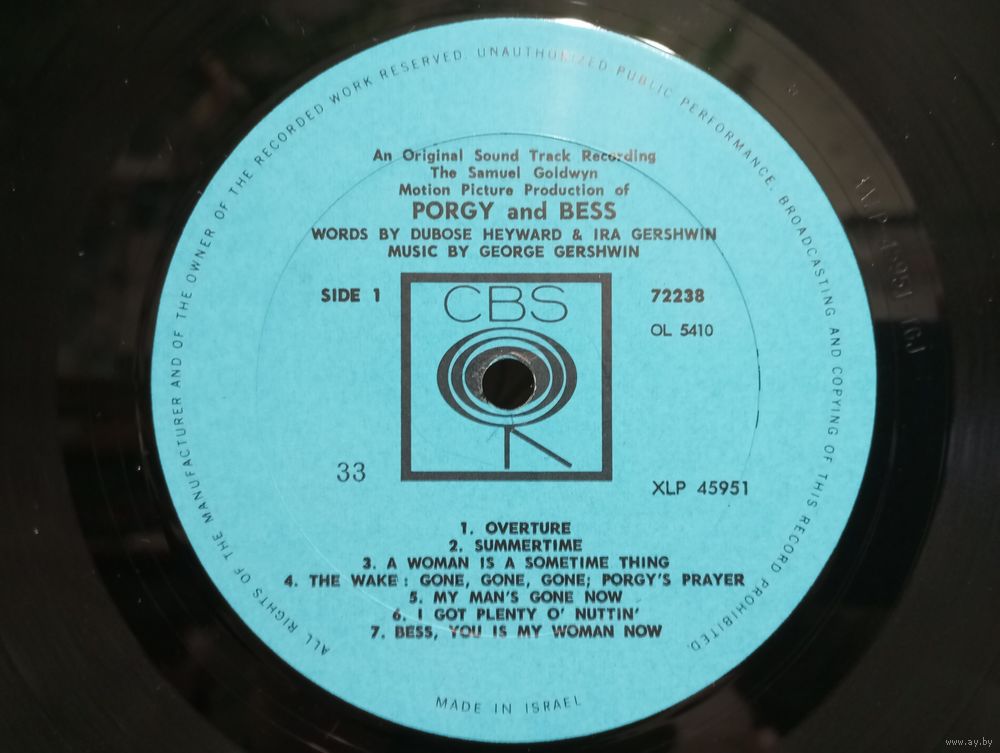 ALL RIGHTS OF THE MANUFACTURER AND OF THE OWNER OF THE RECORDED WORK RESERVED. UNAUTHORIZED PUBLIC PERFORMANCE, BROADCASTING AND COPYING OF THIS RECORD PROHIBITED.
An Original Sound Track Recording
The Samuel Goldwyn
Motion Picture Production of
PORGY and BESS
WORDS BY DUBOSE HEYWARD & IRA GERSHWIN
MUSIC BY GEORGE GERSHWIN
SIDE 1
CBS
72238
OL 5410
33
XLP 45951
1. OVERTURE
2. SUMMERTIME
3. A WOMAN IS A SOMETIME THING
4. THE WAKE : GONE, GONE, GONE; PORGY'S PRAYER
5. MY MAN'S GONE NOW
6. I GOT PLENTY O' NUTTIN'
7. BESS, YOU IS MY WOMAN NOW
MADE IN ISRAEL
www.ay.by